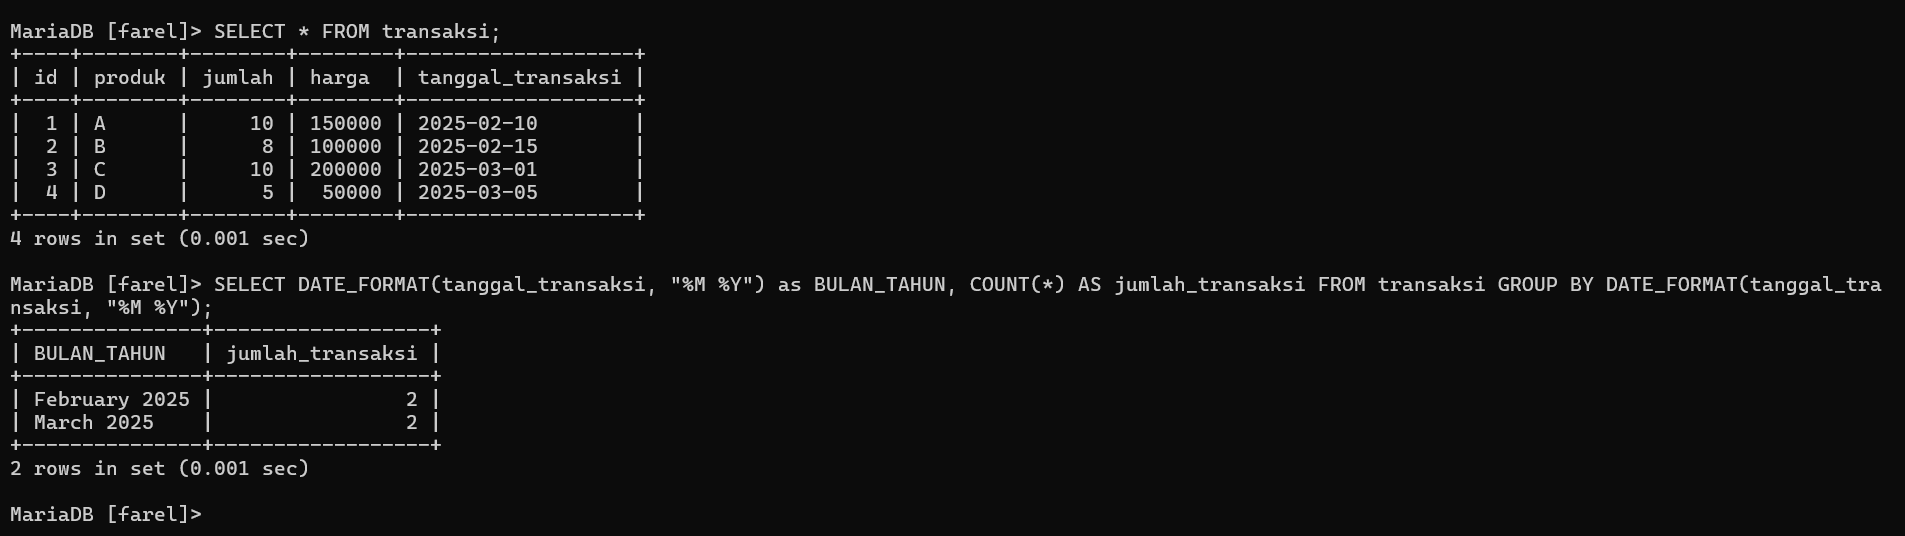 MariaDB [farel]> SELECT * FROM transaksi;
+----+--------+--------+--------+-------------------+
| id | produk | jumlah | harga  | tanggal_transaksi |
+----+--------+--------+--------+-------------------+
|  1 | A      |     10 | 150000 | 2025-02-10        |
|  2 | B      |      8 | 100000 | 2025-02-15        |
|  3 | C      |     10 | 200000 | 2025-03-01        |
|  4 | D      |      5 |  50000 | 2025-03-05        |
+----+--------+--------+--------+-------------------+
4 rows in set (0.001 sec)
MariaDB [farel]> SELECT DATE_FORMAT(tanggal_transaksi, "%M %Y") as BULAN_TAHUN, COUNT(*) AS jumlah_transaksi FROM transaksi GROUP BY DATE_FORMAT(tanggal_tra
nsaksi, "%M %Y");
+---------------+------------------+
| BULAN_TAHUN   | jumlah_transaksi |
+---------------+------------------+
| February 2025 |                2 |
| March 2025    |                2 |
+---------------+------------------+
2 rows in set (0.001 sec)
MariaDB [farel]>